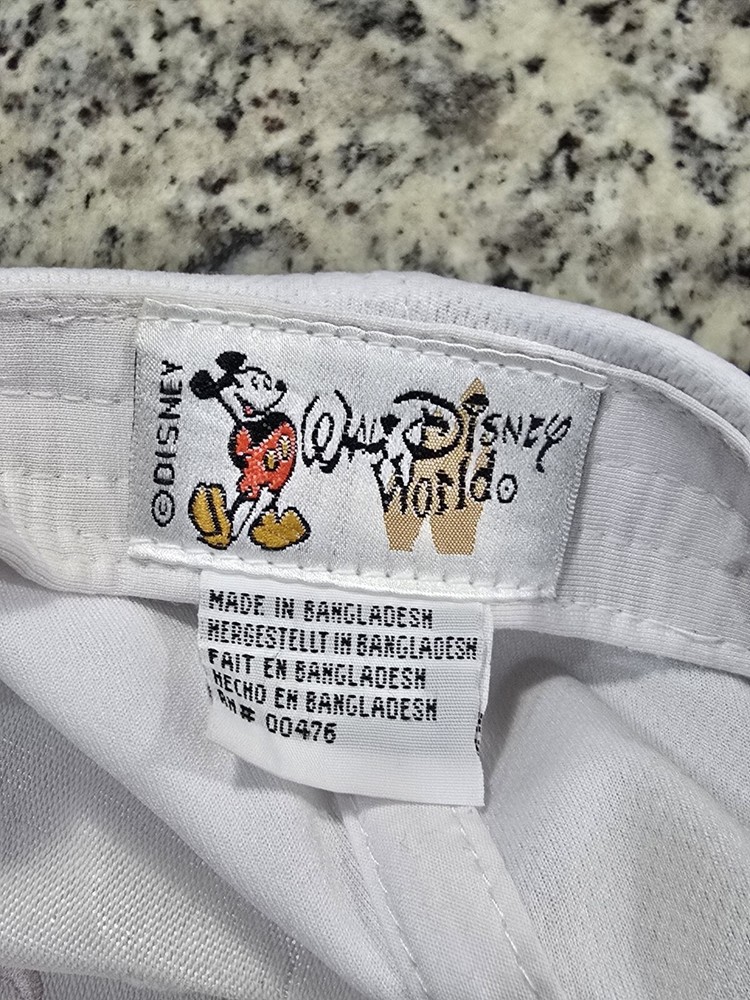 ©DISNEY
WALT DISNEY
World®
MADE IN BANGLADESH
HERGESTELLT IN BANGLADESH
FAIT EN BANGLADESH
HECHO EN BANGLADESH
RN# 00476